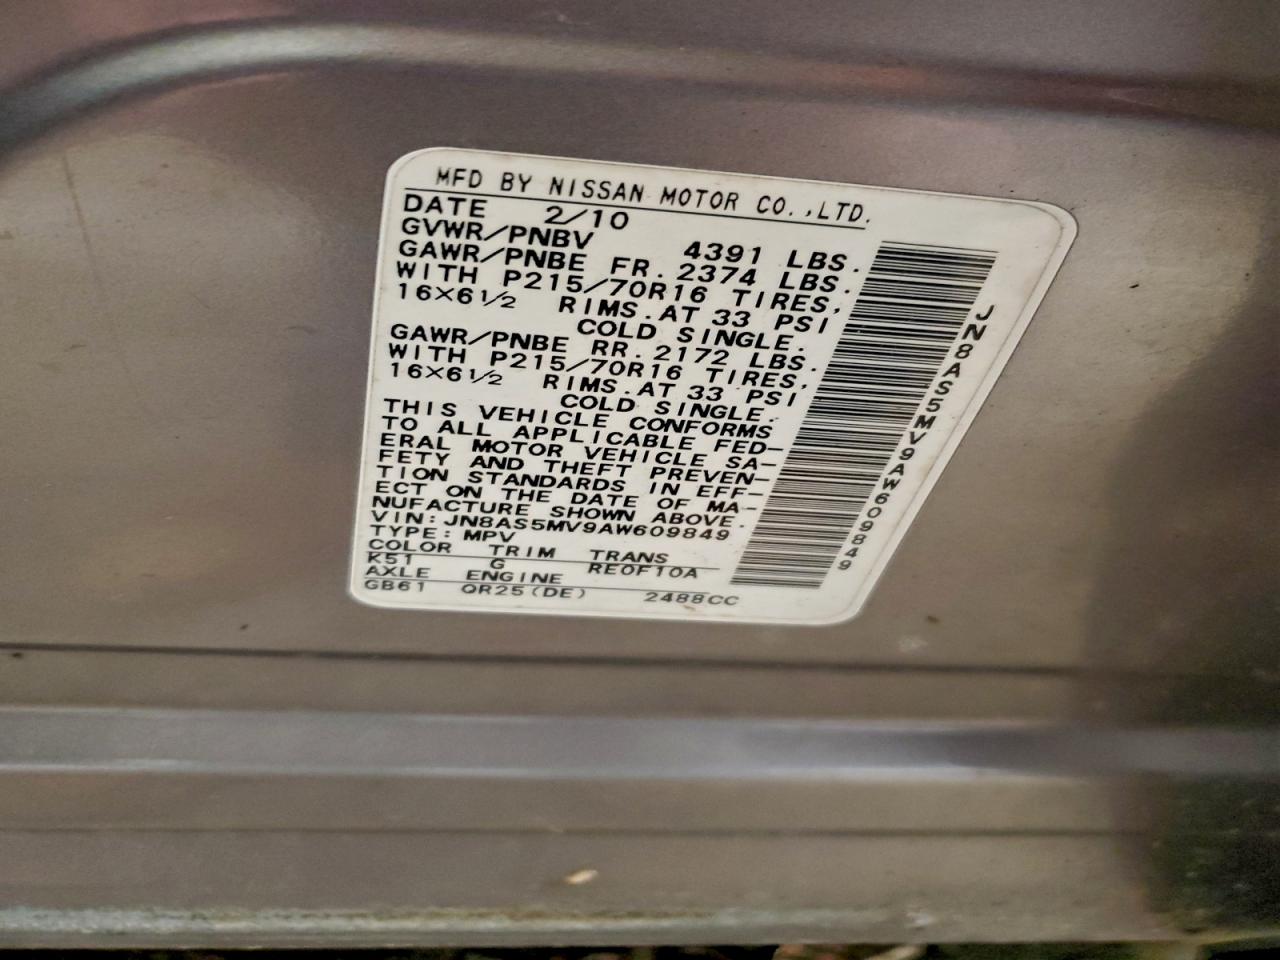 MFD BY NISSAN MOTOR CO.,LTD.
DATE 2/10
GVWR/PNBV 4391 LBS.
GAWR/PNBE FR. 2374 LBS.
WITH P215/70R16 TIRES,
16X6 1/2 RIMS.AT 33 PSI
COLD SINGLE.
GAWR/PNBE RR. 2172 LBS.
WITH P215/70R16 TIRES,
16X6 1/2 RIMS.AT 33 PSI
COLD SINGLE.
THIS VEHICLE CONFORMS
TO ALL APPLICABLE FED-
ERAL MOTOR VEHICLE SA-
FETY AND THEFT PREVEN-
TION STANDARDS IN EFF-
ECT ON THE DATE OF MA-
NUFACTURE SHOWN ABOVE.
VIN:JN8AS5MV9AW609849
TYPE:MPV
COLOR TRIM TRANS
K51 G RE0F10A
AXLE ENGINE
GB61 QR25(DE) 2488CC
JN8AS5MV9AW609849